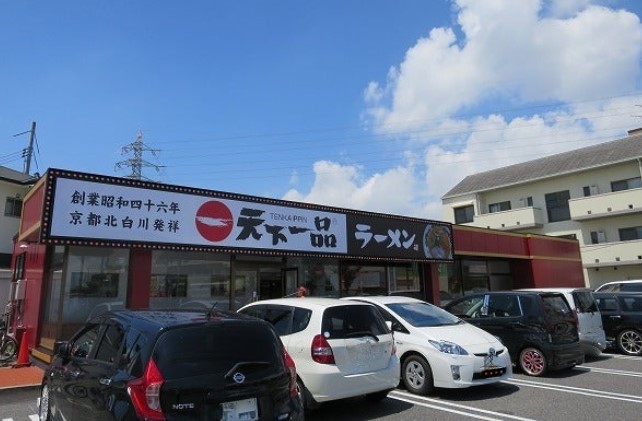 創業昭和四十六年
京都北白川発祥
TENKAIPPIN
天下一品
ラーメン
NOTE